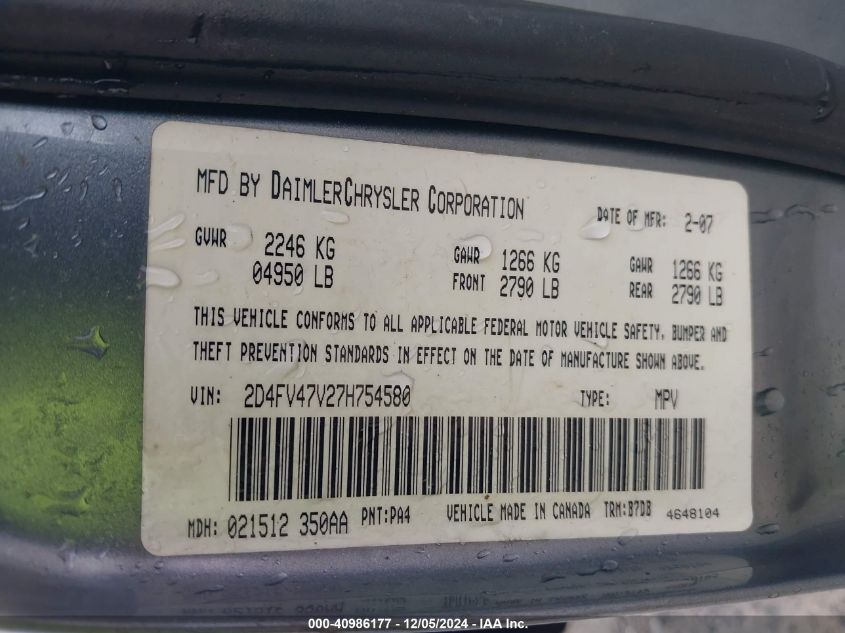 MFD BY DAIMLERCHRYSLER CORPORATION
DATE OF MFR: 2-07
GVWR 2246 KG
04950 LB
GAWR FRONT 1266 KG
2790 LB
GAWR REAR 1266 KG
2790 LB
THIS VEHICLE CONFORMS TO ALL APPLICABLE FEDERAL MOTOR VEHICLE SAFETY, BUMPER AND
THEFT PREVENTION STANDARDS IN EFFECT ON THE DATE OF MANUFACTURE SHOWN ABOVE.
VIN: 2D4FV47V27H754580 TYPE: MPV
MDH: 021512 350AA PNT:PA4 VEHICLE MADE IN CANADA TRM:B7DB 4648104
000-40986177 - 12/05/2024 - IAA Inc.